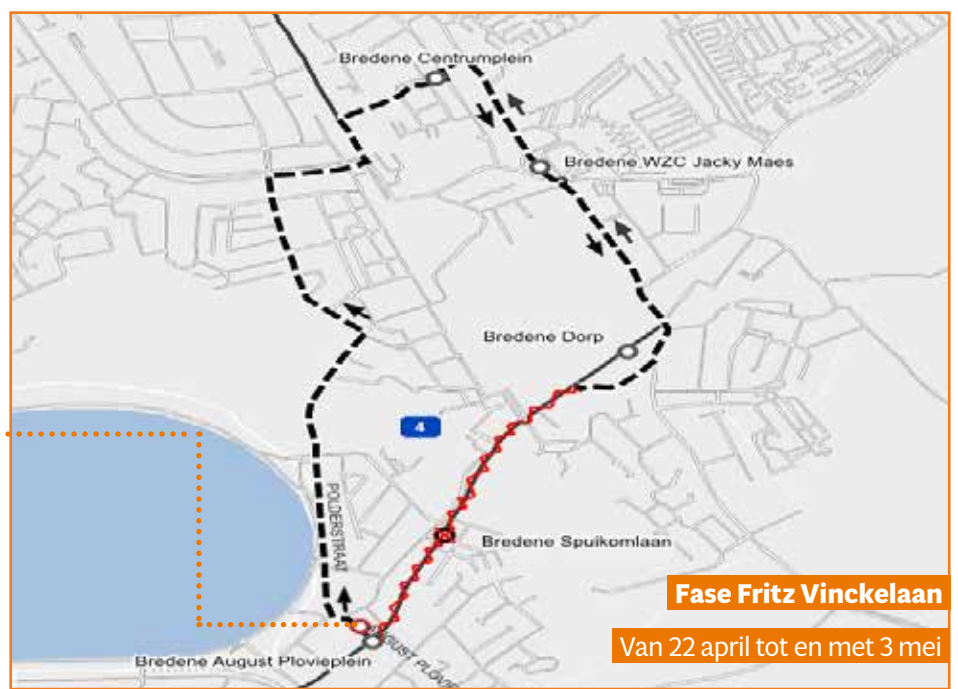 Bredene Centrumplein
Bredene WZC Jacky Maes
Bredene Dorp
4
POLDERSTRAAT
Bredene Spuikomlaan
Fase Fritz Vinckelaan
Van 22 april tot en met 3 mei
Bredene August Plovieplein